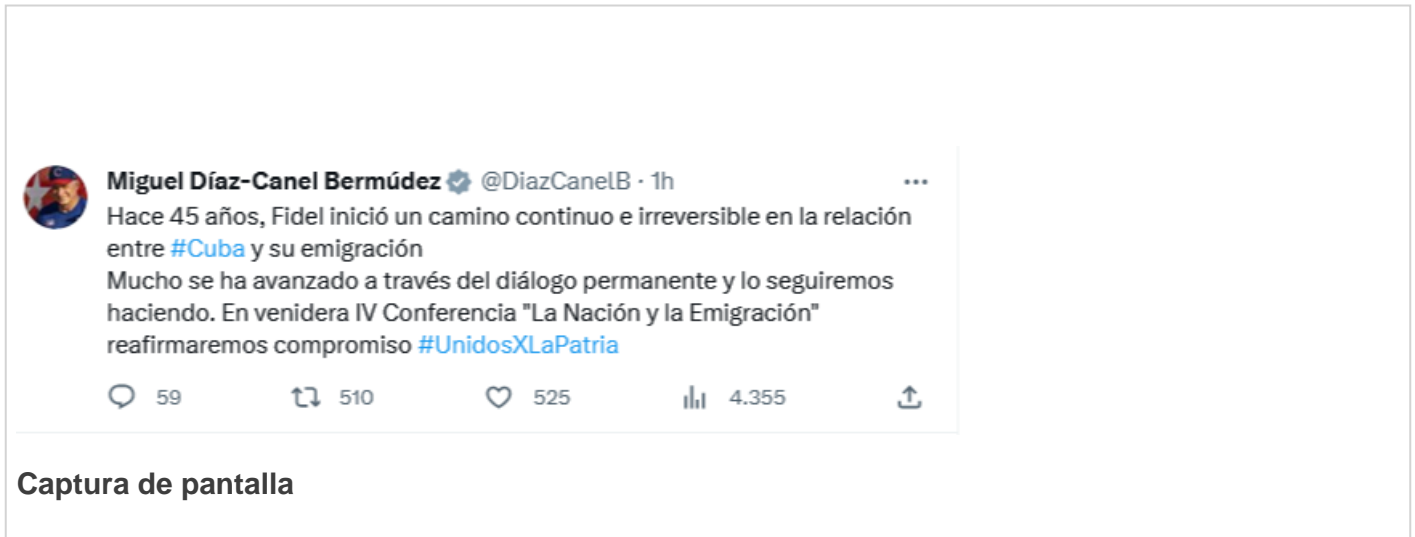 Miguel Díaz-Canel Bermúdez @DiazCanelB · 1h
Hace 45 años, Fidel inició un camino continuo e irreversible en la relación
entre #Cuba y su emigración
Mucho se ha avanzado a través del diálogo permanente y lo seguiremos
haciendo. En venidera IV Conferencia "La Nación y la Emigración"
reafirmaremos compromiso #UnidosXLaPatria
59 510 525 4.355
Captura de pantalla